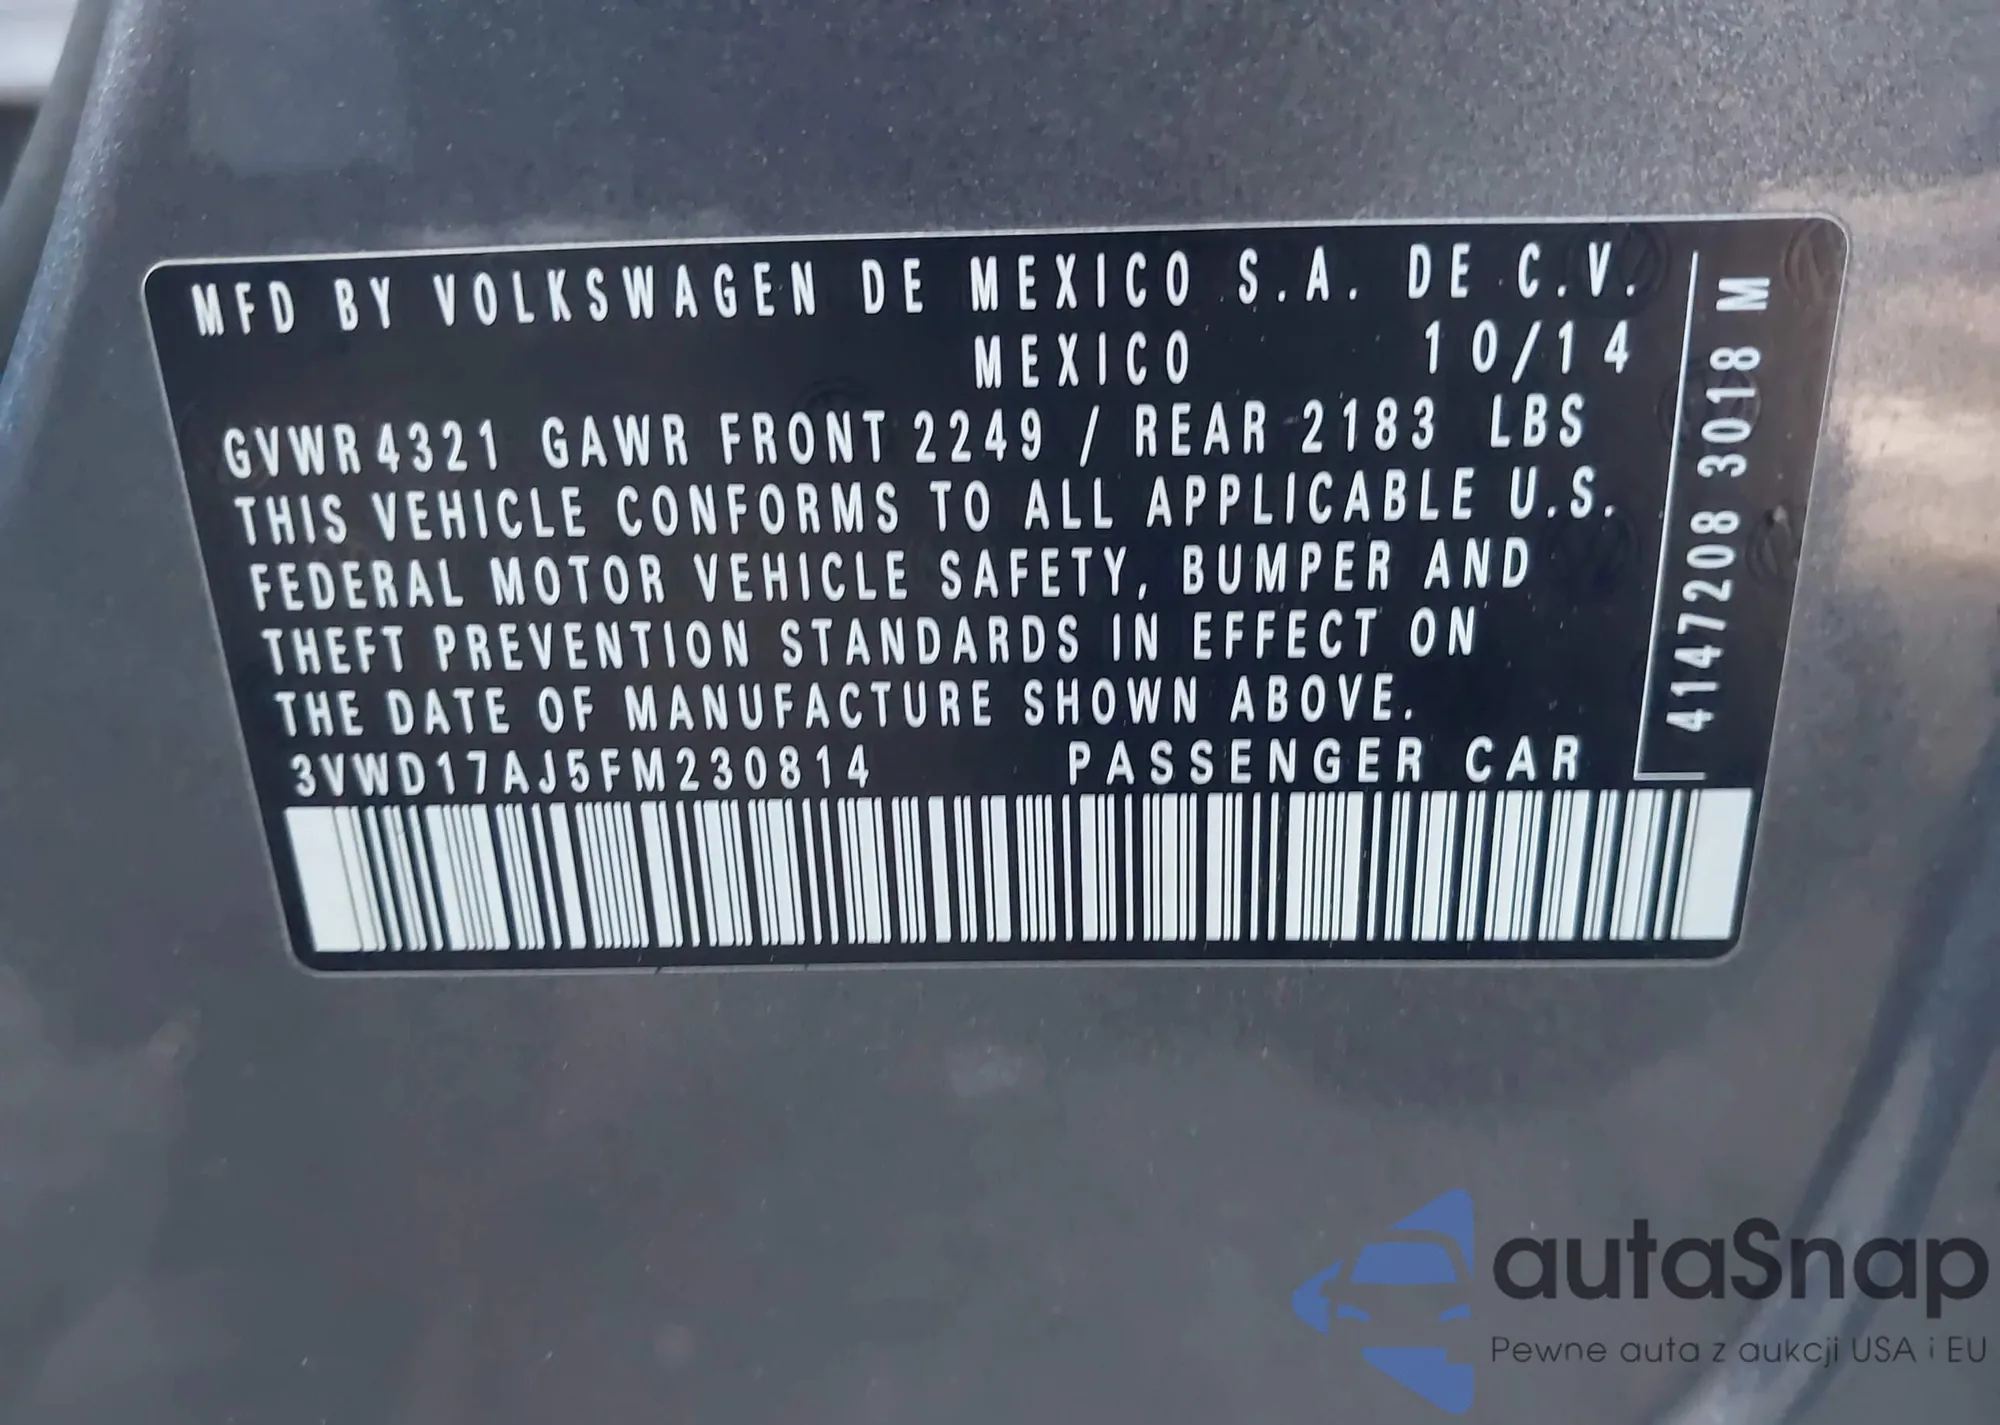 MFD BY VOLKSWAGEN DE MEXICO S.A. DE C.V.
MEXICO 10/14
GVWR 4321 GAWR FRONT 2249 / REAR 2183 LBS
THIS VEHICLE CONFORMS TO ALL APPLICABLE U.S.
FEDERAL MOTOR VEHICLE SAFETY, BUMPER AND
THEFT PREVENTION STANDARDS IN EFFECT ON
THE DATE OF MANUFACTURE SHOWN ABOVE.
3VWD17AJ5FM230814 PASSENGER CAR
4147208 3018 M
autaSnap
Pewne auta z aukcji USA i EU